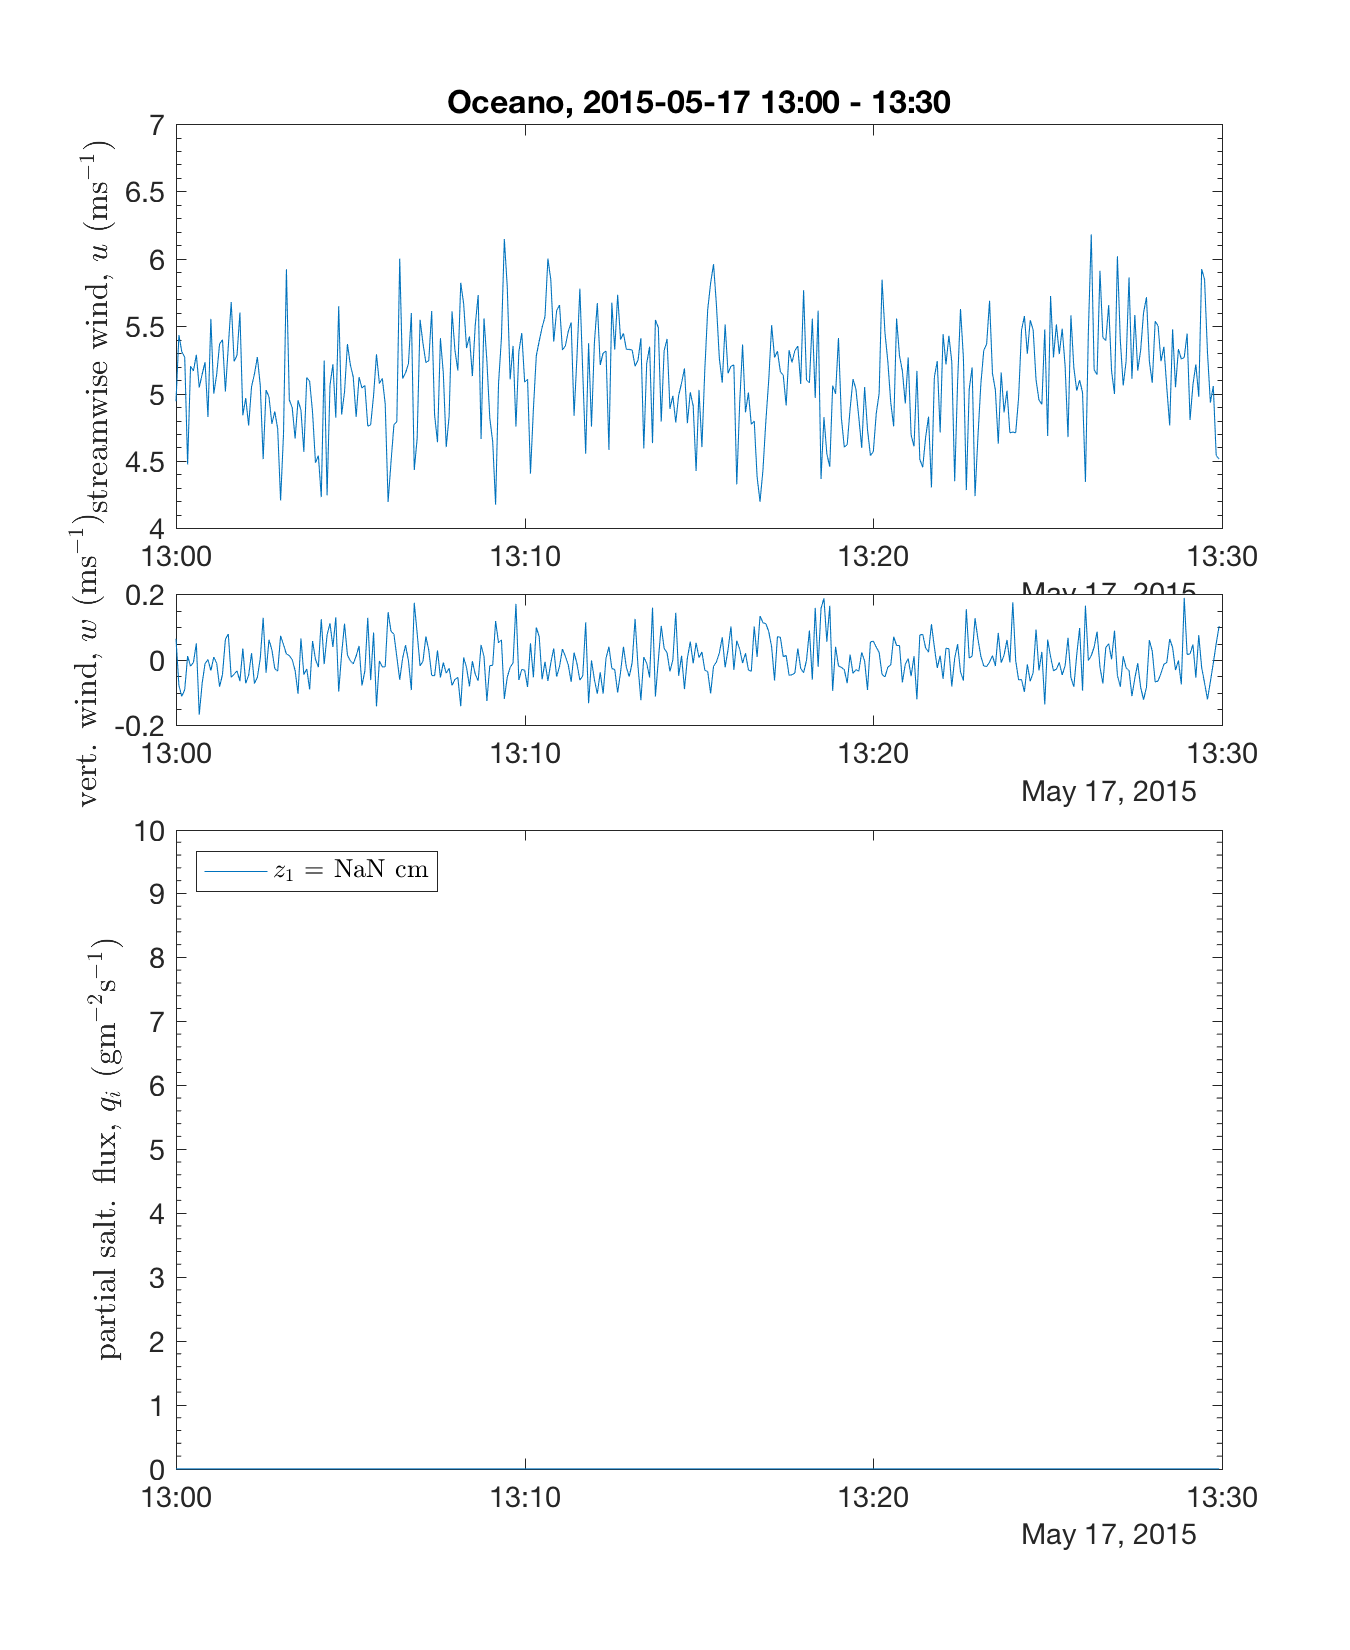 Oceano, 2015-05-17 13:00 - 13:30
streamwise wind, u (ms⁻¹)
7
6.5
6
5.5
5
4.5
4
13:00 13:10 13:20 13:30
May 17, 2015
vert. wind, w (ms⁻¹)
0.2
0
-0.2
13:00 13:10 13:20 13:30
May 17, 2015
partial salt. flux, qᵢ (gm⁻²s⁻¹)
10
9
8
7
6
5
4
3
2
1
0
z₁ = NaN cm
13:00 13:10 13:20 13:30
May 17, 2015